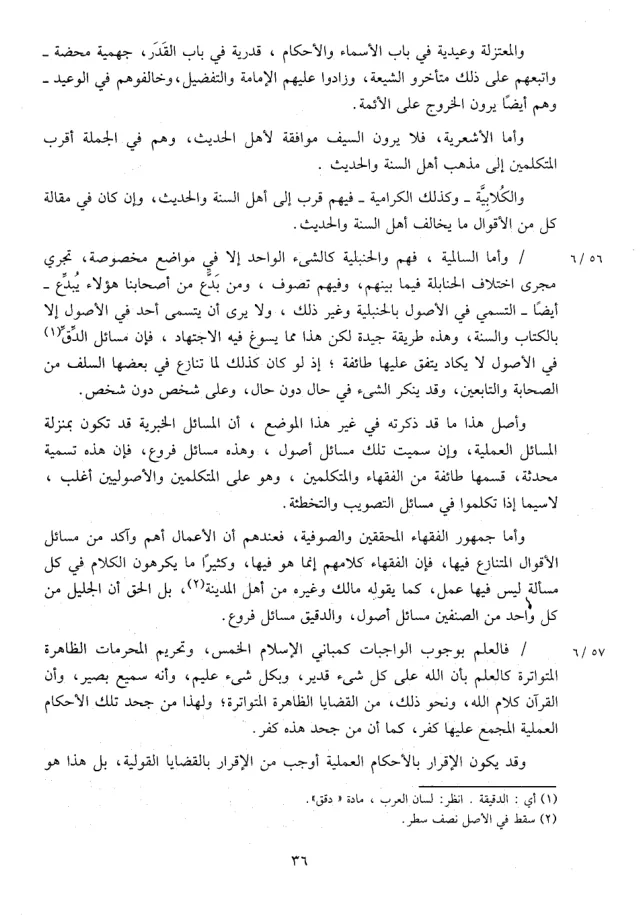 والمعتزلة وعيدية في باب الأسماء والأحكام ، قدرية في باب القَدَر، جهمية محضة ـ
واتبعهم على ذلك متأخرو الشيعة، وزادوا عليهم الإمامة والتفضيل، وخالفوهم في الوعيد ـ
وهم أيضًا يرون الخروج على الأئمة.
وأما الأشعرية، فلا يرون السيف موافقة لأهل الحديث، وهم في الجملة أقرب
المتكلمين إلى مذهب أهل السنة والحديث .
والكُلابِيَّة ـ وكذلك الكرامية ـ فيهم قرب إلى أهل السنة والحديث، وإن كان في مقالة
كل من الأقوال ما يخالف أهل السنة والحديث.
٦/٥٦ / وأما السالمية ، فهم والحنبلية كالشىء الواحد إلا في مواضع مخصوصة، تجري
مجرى اختلاف الحنابلة فيما بينهم، وفيهم تصوف ، ومن بَدَّع من أصحابنا هؤلاء يُبدِّع ـ
أيضًا ـ التسمي في الأصول بالحنبلية وغير ذلك ، ولا يرى أن يتسمى أحد في الأصول إلا
بالكتاب والسنة، وهذه طريقة جيدة لكن هذا مما يسوغ فيه الاجتهاد ، فإن مسائل الدِّقِّ(١)
في الأصول لا يكاد يتفق عليها طائفة ؛ إذ لو كان كذلك لما تنازع في بعضها السلف من
الصحابة والتابعين، وقد ينكر الشىء في حال دون حال، وعلى شخص دون شخص.
وأصل هذا ما قد ذكرته في غير هذا الموضع ، أن المسائل الخبرية قد تكون بمنزلة
المسائل العملية، وإن سميت تلك مسائل أصول ، وهذه مسائل فروع، فإن هذه تسمية
محدثة، قسمها طائفة من الفقهاء والمتكلمين ، وهو على المتكلمين والأصوليين أغلب ،
لاسيما إذا تكلموا في مسائل التصويب والتخطئة.
وأما جمهور الفقهاء المحققين والصوفية، فعندهم أن الأعمال أهم وآكد من مسائل
الأقوال المتنازع فيها، فإن الفقهاء كلامهم إنما هو فيها، وكثيرًا ما يكرهون الكلام في كل
مسألة ليس فيها عمل، كما يقوله مالك وغيره من أهل المدينة(٢)، بل الحق أن الجليل من
كل واحد من الصنفين مسائل أصول، والدقيق مسائل فروع.
٦/٥٧ / فالعلم بوجوب الواجبات كمباني الإسلام الخمس، وتحريم المحرمات الظاهرة
المتواترة كالعلم بأن الله على كل شىء قدير، وبكل شىء عليم، وأنه سميع بصير، وأن
القرآن كلام الله، ونحو ذلك، من القضايا الظاهرة المتواترة؛ ولهذا من جحد تلك الأحكام
العملية المجمع عليها كفر، كما أن من جحد هذه كفر.
وقد يكون الإقرار بالأحكام العملية أوجب من الإقرار بالقضايا القولية، بل هذا هو
(١) أي : الدقيقة . انظر: لسان العرب ، مادة « دقق».
(٢) سقط في الأصل نصف سطر.
٣٦